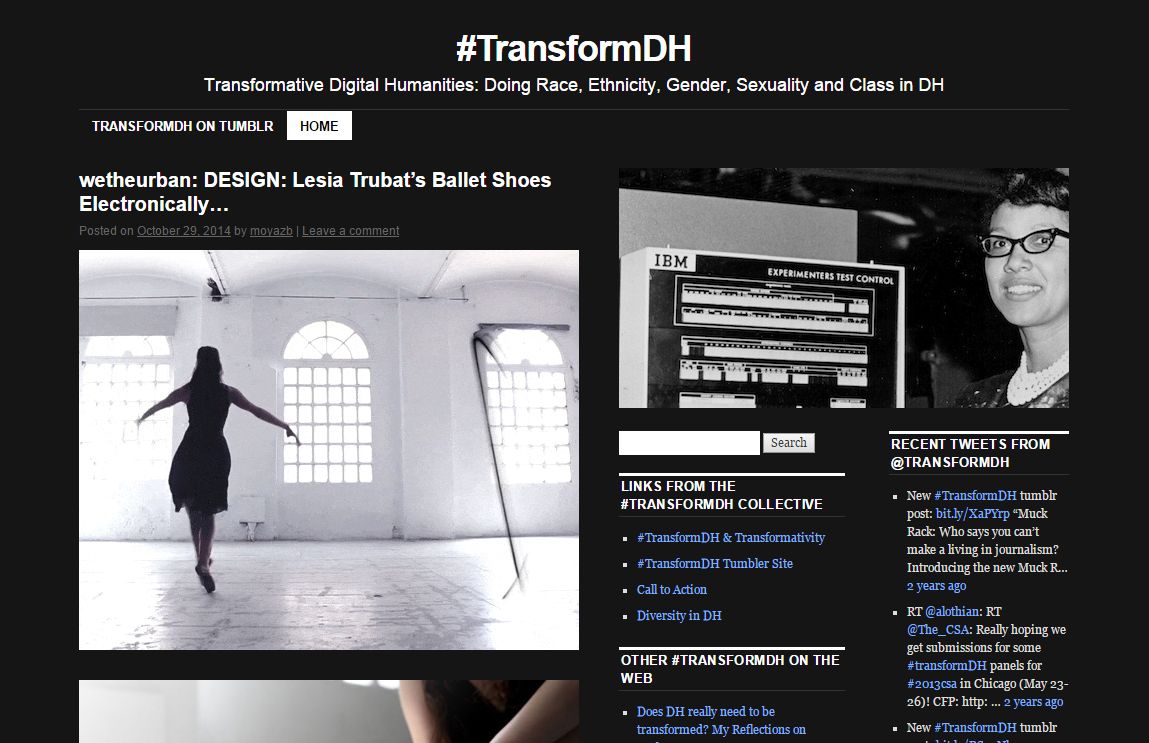 #TransformDH
Transformative Digital Humanities: Doing Race, Ethnicity, Gender, Sexuality and Class in DH
TRANSFORMDH ON TUMBLR
HOME
wetheurban: DESIGN: Lesia Trubat’s Ballet Shoes
Electronically…
Posted on October 29, 2014 by moyazb | Leave a comment
IBM
EXPERIMENTERS TEST CONTROL
Search
LINKS FROM THE
#TRANSFORMDH COLLECTIVE
#TransformDH & Transformativity
#TransformDH Tumbler Site
Call to Action
Diversity in DH
OTHER #TRANSFORMDH ON THE
WEB
Does DH really need to be
transformed? My Reflections on
RECENT TWEETS FROM
@TRANSFORMDH
New #TransformDH tumblr
post: bit.ly/XaPYrp “Muck
Rack: Who says you can’t
make a living in journalism?
Introducing the new Muck R...
2 years ago
RT @alothian: RT
@The_CSA: Really hoping we
get submissions for some
#transformDH panels for
#2013csa in Chicago (May 23-
26)! CFP: http: … 2 years ago
New #TransformDH tumblr